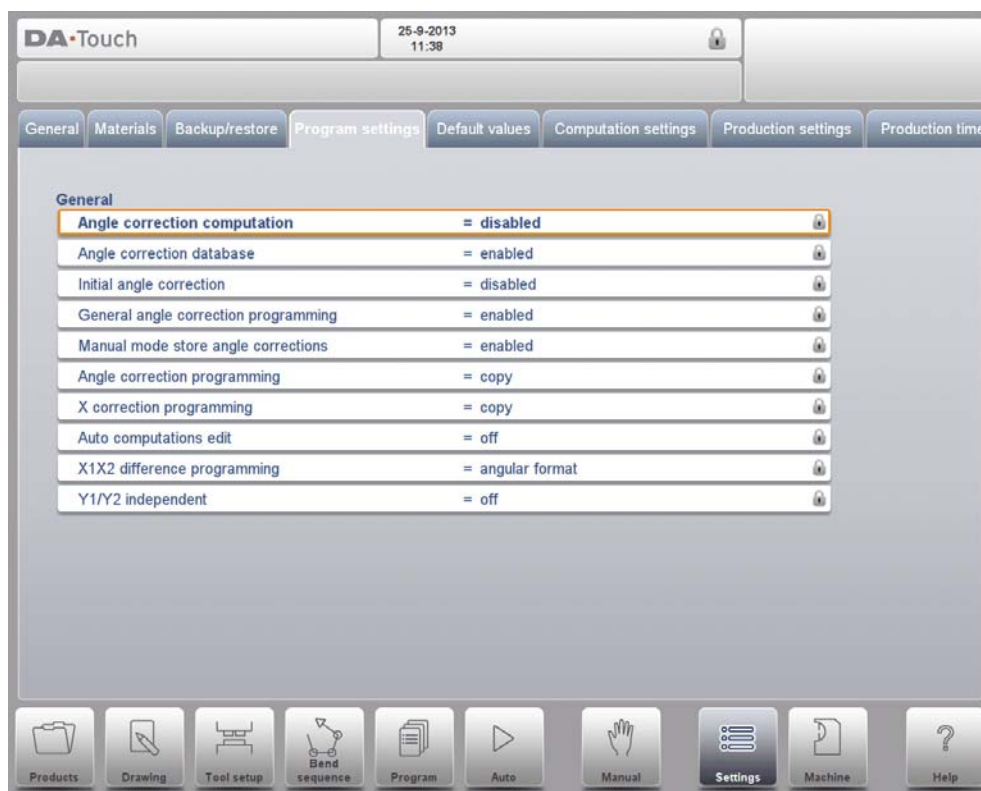 DA•Touch
25-9-2013
11:38
General Materials Backup/restore Program settings Default values Computation settings Production settings Production time
General
Angle correction computation = disabled
Angle correction database = enabled
Initial angle correction = disabled
General angle correction programming = enabled
Manual mode store angle corrections = enabled
Angle correction programming = copy
X correction programming = copy
Auto computations edit = off
X1X2 difference programming = angular format
Y1/Y2 independent = off
Products Drawing Tool setup Bend sequence Program Auto Manual Settings Machine Help